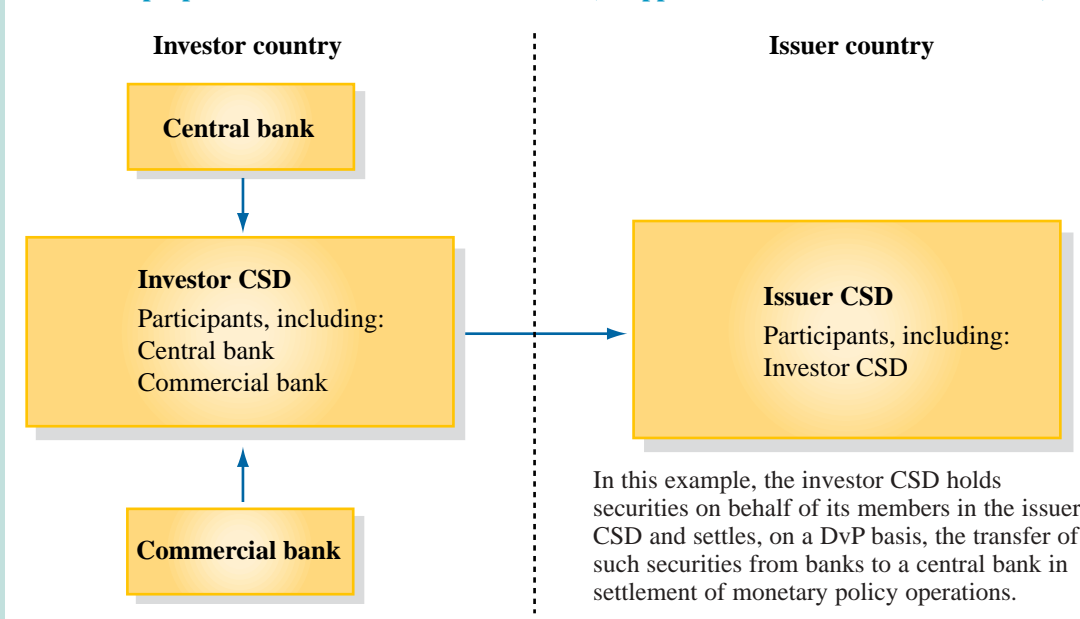 Investor country
Issuer country
Central bank
Investor CSD
Participants, including:
Central bank
Commercial bank
Issuer CSD
Participants, including:
Investor CSD
Commercial bank
In this example, the investor CSD holds
securities on behalf of its members in the issuer
CSD and settles, on a DvP basis, the transfer of
such securities from banks to a central bank in
settlement of monetary policy operations.